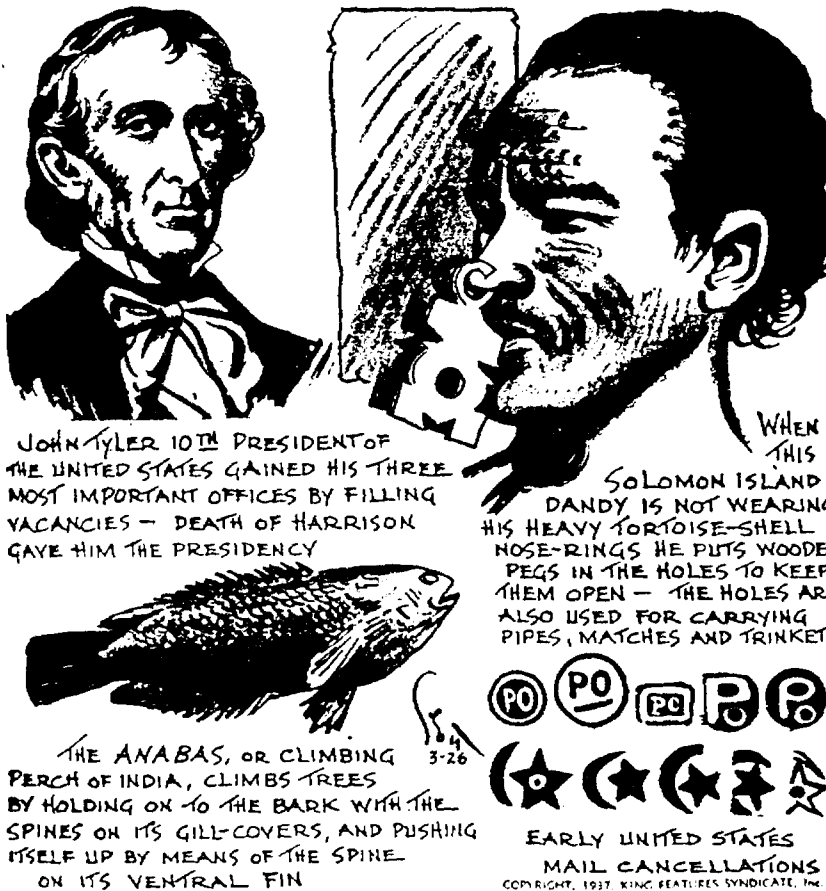 JOHN TYLER 10TH PRESIDENT OF
THE UNITED STATES GAINED HIS THREE
MOST IMPORTANT OFFICES BY FILLING
VACANCIES — DEATH OF HARRISON
GAVE HIM THE PRESIDENCY
WHEN
THIS
SOLOMON ISLAND
DANDY IS NOT WEARING
HIS HEAVY TORTOISE-SHELL
NOSE-RINGS HE PUTS WOODE
PEGS IN THE HOLES TO KEEP
THEM OPEN — THE HOLES AR
ALSO USED FOR CARRYING
PIPES, MATCHES AND TRINKET
THE ANABAS, OR CLIMBING
PERCH OF INDIA, CLIMBS TREES
BY HOLDING ON TO THE BARK WITH THE
SPINES ON ITS GILL-COVERS, AND PUSHING
ITSELF UP BY MEANS OF THE SPINE
ON ITS VENTRAL FIN
3-26
PO PO PO PO PO
EARLY UNITED STATES
MAIL CANCELLATIONS
COPYRIGHT, 1937, KING FEATURES SYNDICATE, Inc.